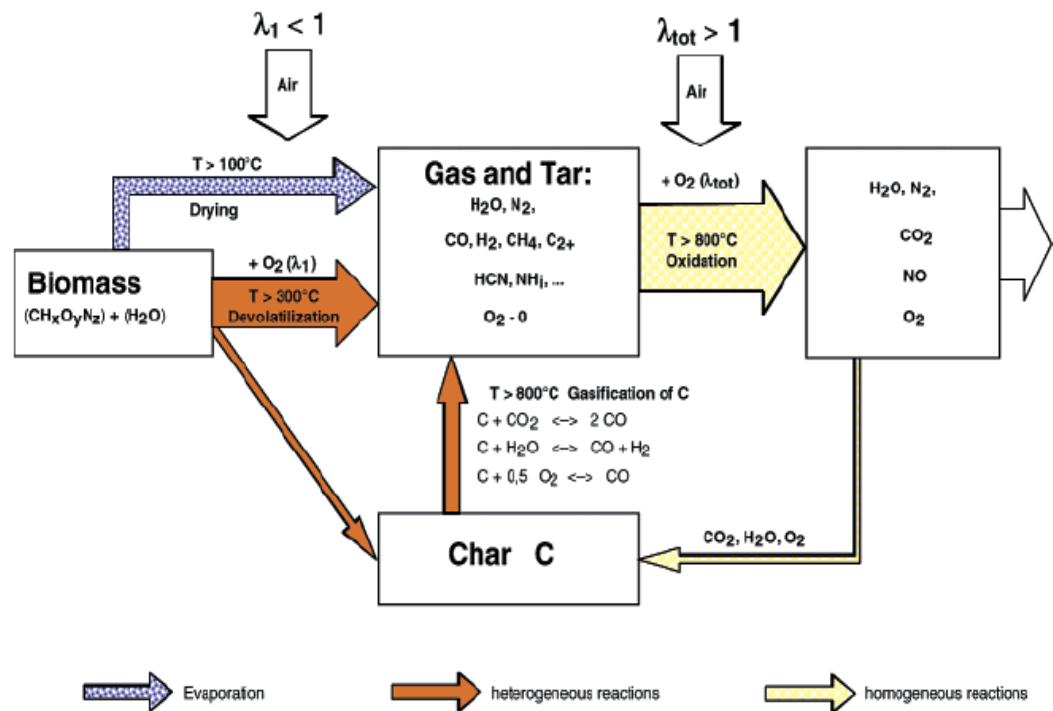 λ₁ < 1
Air
λtot > 1
Air
T > 100°C
Drying
Biomass
(CHₓOᵧN_z) + (H₂O)
+ O₂ (λ₁)
T > 300°C
Devolatilization
Gas and Tar:
H₂O, N₂,
CO, H₂, CH₄, C₂₊
HCN, NHᵢ, ...
O₂ - 0
+ O₂ (λtot)
T > 800°C
Oxidation
H₂O, N₂,
CO₂
NO
O₂
T > 800°C Gasification of C
C + CO₂ <-> 2 CO
C + H₂O <-> CO + H₂
C + 0,5 O₂ <-> CO
Char C
CO₂, H₂O, O₂
Evaporation
heterogeneous reactions
homogeneous reactions